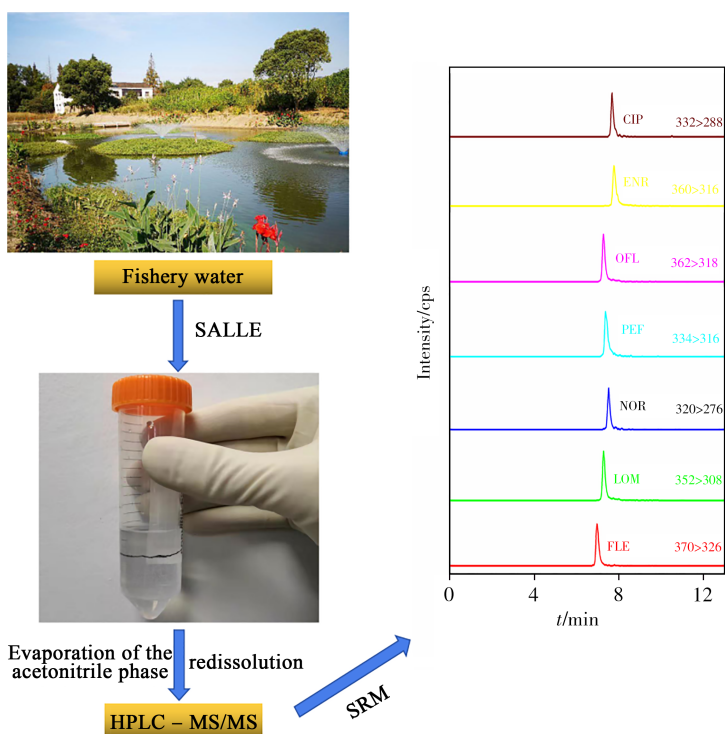 Fishery water
SALLE
Evaporation of the
acetonitrile phase
redissolution
HPLC – MS/MS
SRM
Intensity/cps
CIP 332>288
ENR 360>316
OFL 362>318
PEF 334>316
NOR 320>276
LOM 352>308
FLE 370>326
0 4 8 12
t/min